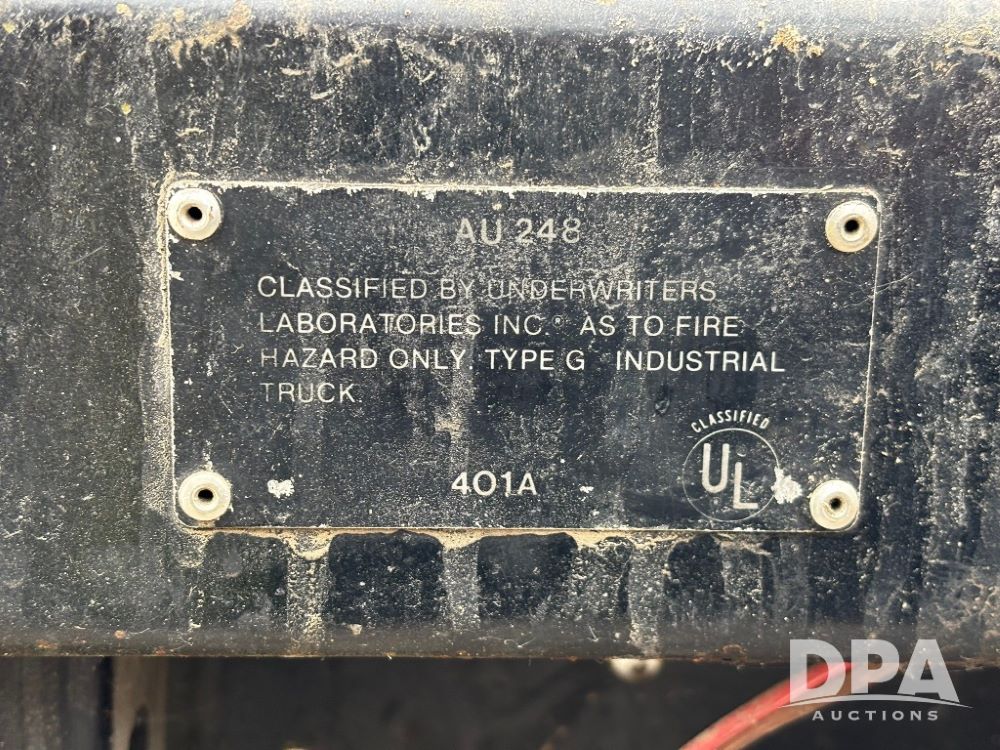 AU 248
CLASSIFIED BY UNDERWRITERS
LABORATORIES INC.® AS TO FIRE
HAZARD ONLY. TYPE G INDUSTRIAL
TRUCK
401A
CLASSIFIED
UL
DPA
AUCTIONS